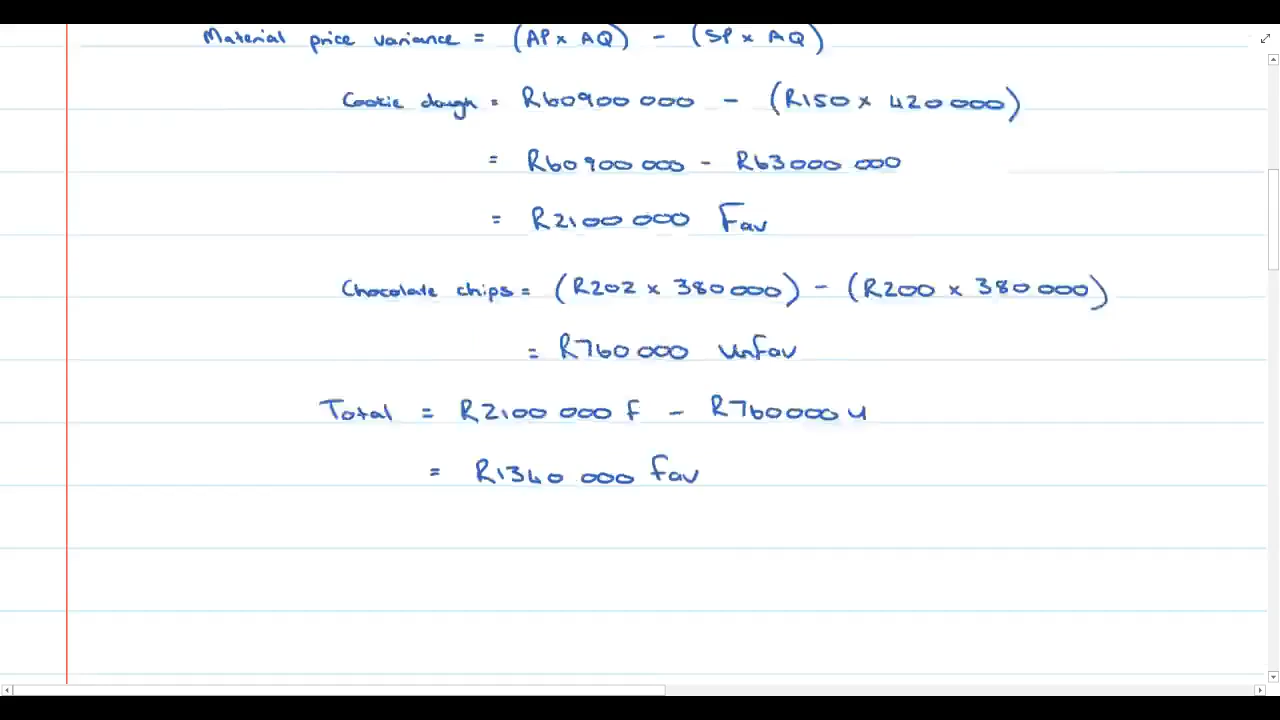 Material price variance = (AP x AQ) - (SP x AQ)
Cookie dough = R60900 000 - (R150 x 420 000)
= R60900 000 - R63000 000
= R2100 000 Fav
Chocolate chips = (R202 x 380 000) - (R200 x 380 000)
= R760 000 Unfav
Total = R2100 000 F - R760000 U
= R1340 000 Fav